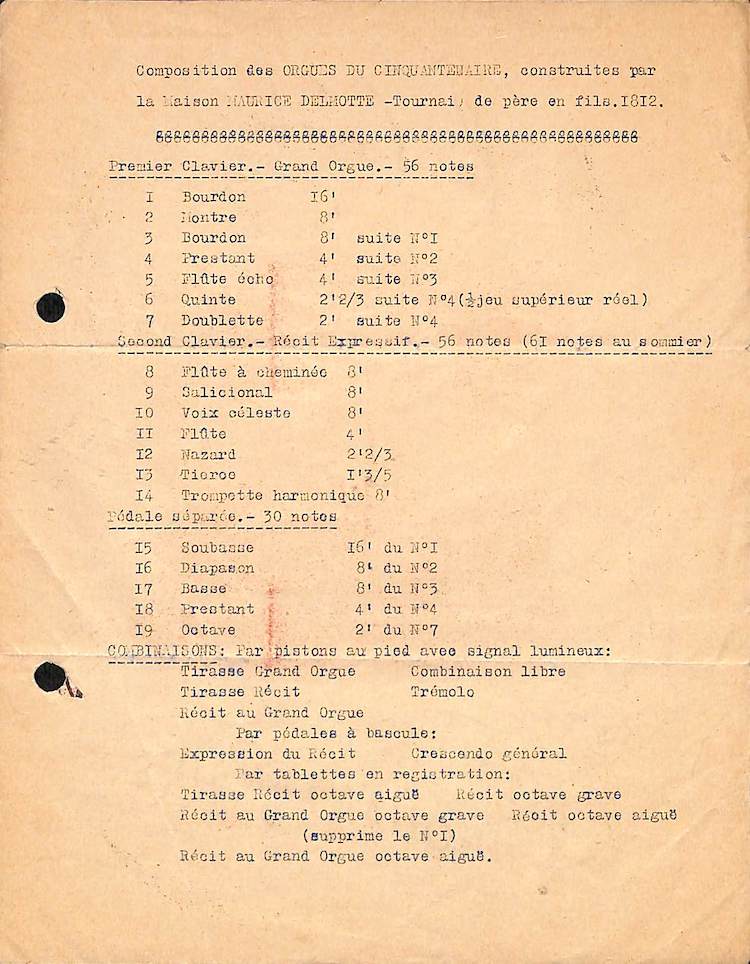 Composition des ORGUES DU CINQUANTENAIRE, construites par
la Maison MAURICE DELMOTTE -Tournai, de père en fils.I8I2.
&&&&&&&&&&&&&&&&&&&&&&&&&&&&&&&&&&&&&&&&&&&&&&&&&&&&&
Premier Clavier.- Grand Orgue.- 56 notes
I Bourdon I6'
2 Montre 8'
3 Bourdon 8' suite N°I
4 Prestant 4' suite N°2
5 Flûte écho 4' suite N°3
6 Quinte 2'2/3 suite N°4(½jeu supérieur réel)
7 Doublette 2' suite N°4
Second Clavier.- Récit Expressif.- 56 notes (6I notes au sommier)
8 Flûte à cheminée 8'
9 Salicional 8'
IO Voix céleste 8'
II Flûte 4'
I2 Nazard 2'2/3
I3 Tierce I'3/5
I4 Trompette harmonique 8'
Pédale séparée.- 30 notes
I5 Soubasse I6' du N°I
I6 Diapason 8' du N°2
I7 Basse 8' du N°3
I8 Prestant 4' du N°4
I9 Octave 2' du N°7
COMBINAISONS: Par pistons au pied avec signal lumineux:
Tirasse Grand Orgue Combinaison libre
Tirasse Récit Trémolo
Récit au Grand Orgue
Par pédales à bascule:
Expression du Récit Crescendo général
Par tablettes en registration:
Tirasse Récit octave aiguë Récit octave grave
Récit au Grand Orgue octave grave Récit octave aiguë
(supprime le N°I)
Récit au Grand Orgue octave aiguë.